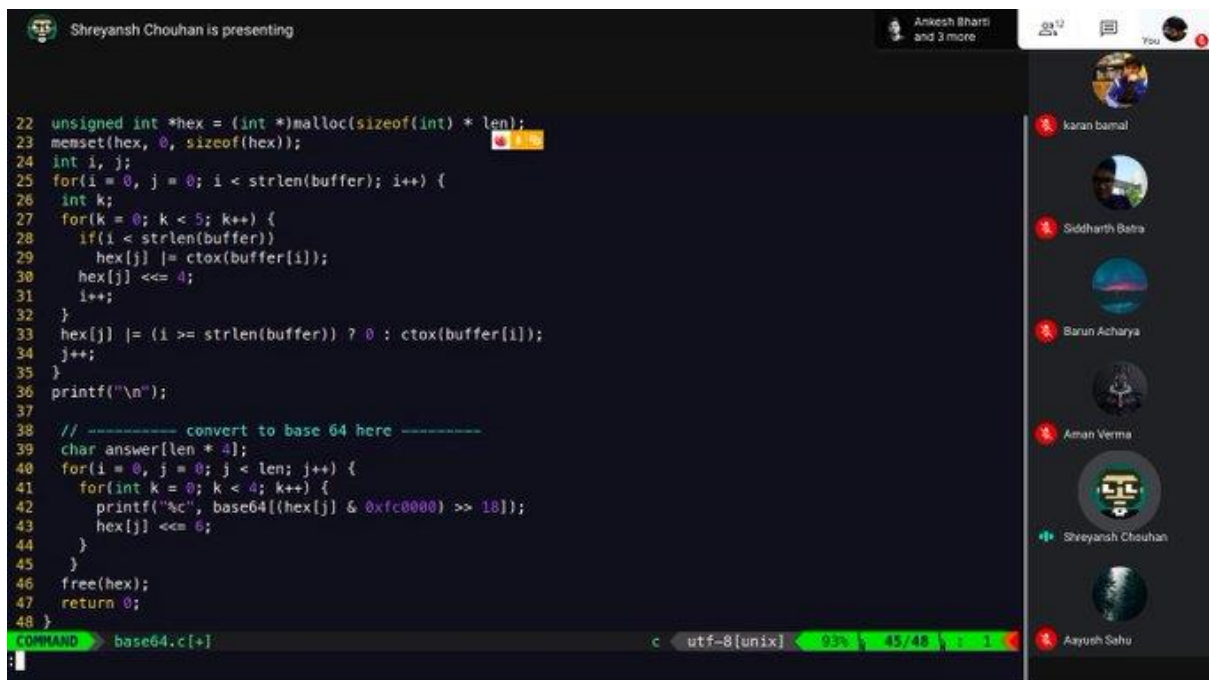 Shreyansh Chouhan is presenting
Ankesh Bharti
and 3 more
12
You
22 unsigned int *hex = (int *)malloc(sizeof(int) * len);
23 memset(hex, 0, sizeof(hex));
24 int i, j;
25 for(i = 0, j = 0; i < strlen(buffer); i++) {
26 int k;
27 for(k = 0; k < 5; k++) {
28 if(i < strlen(buffer))
29 hex[j] |= ctox(buffer[i]);
30 hex[j] <<= 4;
31 i++;
32 }
33 hex[j] |= (i >= strlen(buffer)) ? 0 : ctox(buffer[i]);
34 j++;
35 }
36 printf("\n");
37
38 // ---------- convert to base 64 here ---------
39 char answer[len * 4];
40 for(i = 0, j = 0; j < len; j++) {
41 for(int k = 0; k < 4; k++) {
42 printf("%c", base64[(hex[j] & 0xfc0000) >> 18]);
43 hex[j] <<= 6;
44 }
45 }
46 free(hex);
47 return 0;
48 }
COMMAND base64.c[+] c utf-8[unix] 93% 45/48 : 1
:
karan bamal
Siddharth Batra
Barun Acharya
Aman Verma
Shreyansh Chouhan
Aayush Sahu